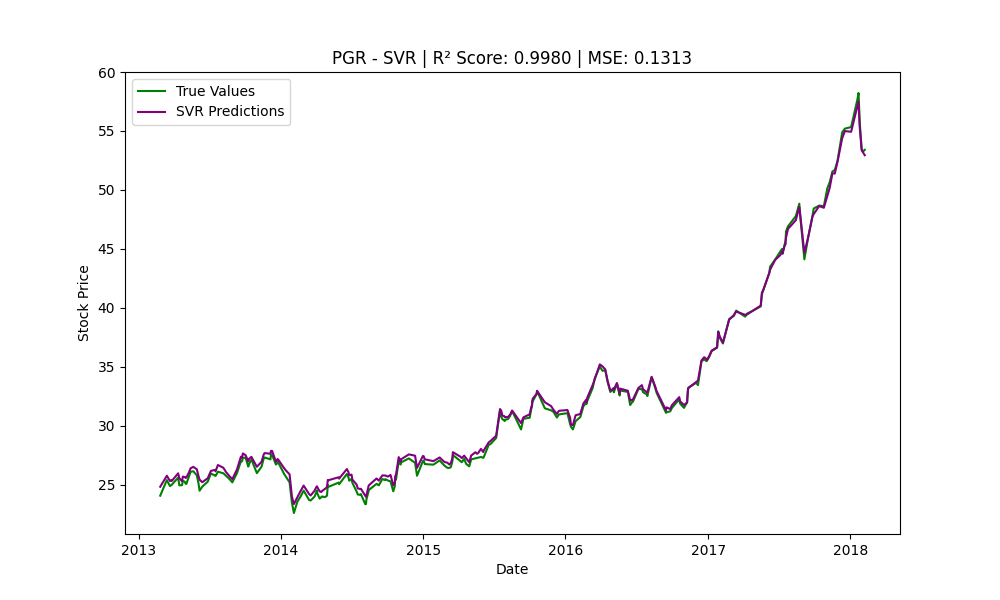 PGR - SVR | R² Score: 0.9980 | MSE: 0.1313
True Values
SVR Predictions
60
55
50
45
40
35
30
25
Stock Price
2013 2014 2015 2016 2017 2018
Date